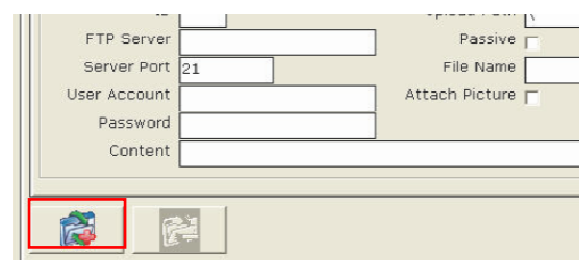 FTP Server Passive
Server Port 21 File Name
User Account Attach Picture
Password
Content